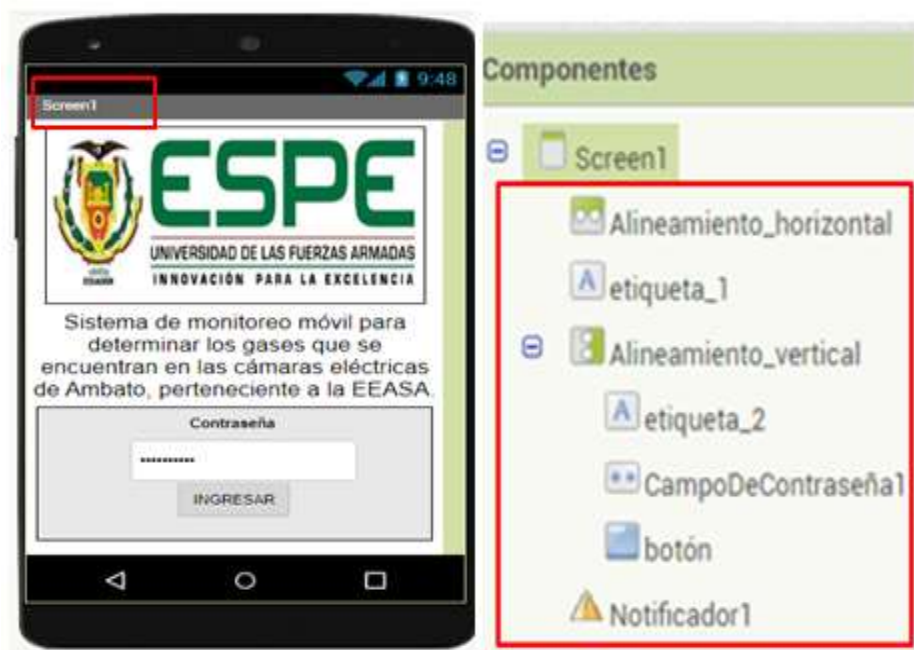 9:48
Screen1
ESPE
UNIVERSIDAD DE LAS FUERZAS ARMADAS
INNOVACIÓN PARA LA EXCELENCIA
ECUADOR
Sistema de monitoreo móvil para
determinar los gases que se
encuentran en las cámaras eléctricas
de Ambato, perteneciente a la EEASA.
Contraseña
INGRESAR
Componentes
Screen1
Alineamiento_horizontal
etiqueta_1
Alineamiento_vertical
etiqueta_2
CampoDeContraseña1
botón
Notificador1